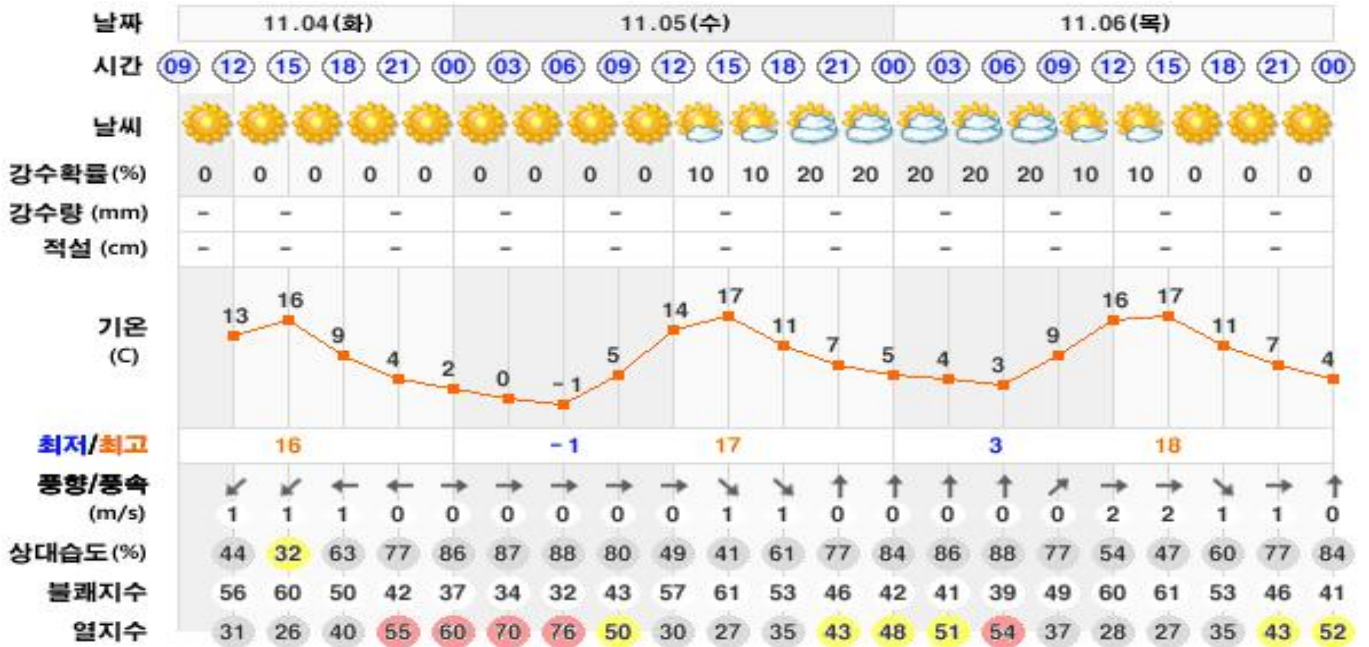 날짜 11.04(화) 11.05(수) 11.06(목)
시간 09 12 15 18 21 00 03 06 09 12 15 18 21 00 03 06 09 12 15 18 21 00
날씨
강수확률(%) 0 0 0 0 0 0 0 0 0 10 10 20 20 20 20 20 10 10 0 0 0
강수량 (mm) - - - - - - - - - - -
적설 (cm) - - - - - - - - - - -
기온 13 16 9 4 2 0 -1 5 14 17 11 7 5 4 3 9 16 17 11 7 4
(C)
최저/최고 16 -1 17 3 18
풍향/풍속 ↙ ↙ ← ← → → → → → ↘ ↘ ↑ ↑ ↑ ↑ ↗ → → ↘ → ↑
(m/s) 1 1 1 0 0 0 0 0 0 1 1 0 0 0 0 0 2 2 1 1 0
상대습도(%) 44 32 63 77 86 87 88 80 49 41 61 77 84 86 88 77 54 47 60 77 84
불쾌지수 56 60 50 42 37 34 32 43 57 61 53 46 42 41 39 49 60 61 53 46 41
열지수 31 26 40 55 60 70 76 50 30 27 35 43 48 51 54 37 28 27 35 43 52